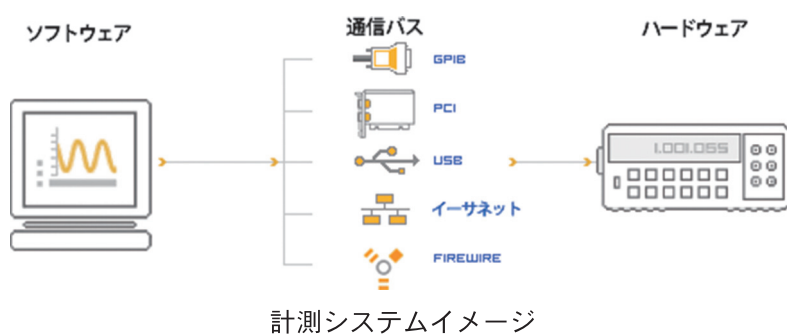 ソフトウェア
通信バス
ハードウェア
GPIB
PCI
USB
イーサネット
FIREWIRE
1.001.065
計測システムイメージ